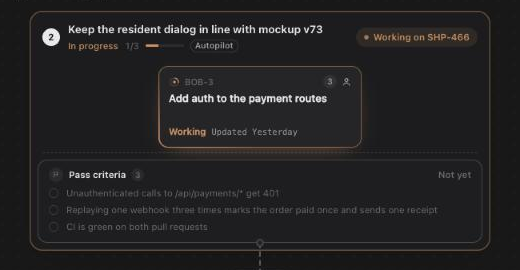 2 Keep the resident dialog in line with mockup v73
In progress 1/3 Autopilot
Working on SHP-466
BOB-3 3
Add auth to the payment routes
Working Updated Yesterday
P Pass criteria 3 Not yet
Unauthenticated calls to /api/payments/* get 401
Replaying one webhook three times marks the order paid once and sends one receipt
CI is green on both pull requests